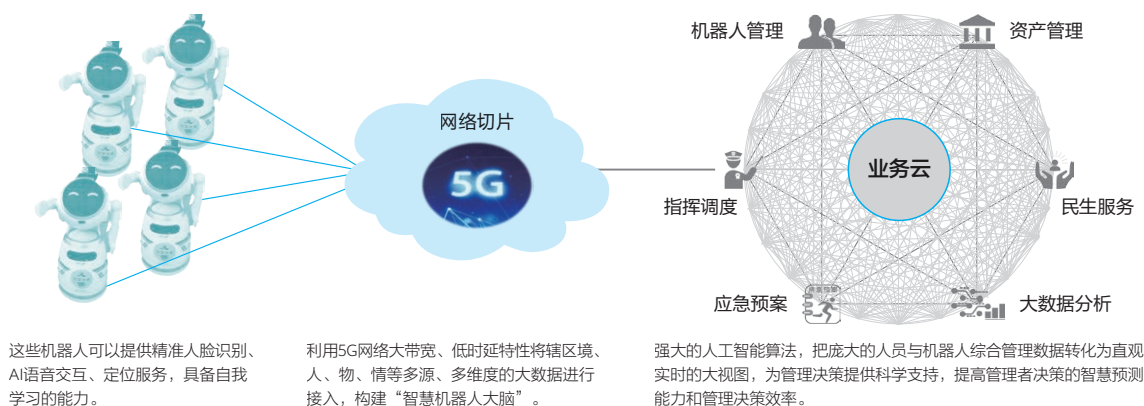 机器人管理
资产管理
网络切片
5G
业务云
指挥调度
民生服务
应急预案
大数据分析
这些机器人可以提供精准人脸识别、
AI语音交互、定位服务，具备自我
学习的能力。
利用5G网络大带宽、低时延特性将辖区境、
人、物、情等多源、多维度的大数据进行
接入，构建“智慧机器人大脑”。
强大的人工智能算法，把庞大的人员与机器人综合管理数据转化为直观
实时的大视图，为管理决策提供科学支持，提高管理者决策的智慧预测
能力和管理决策效率。